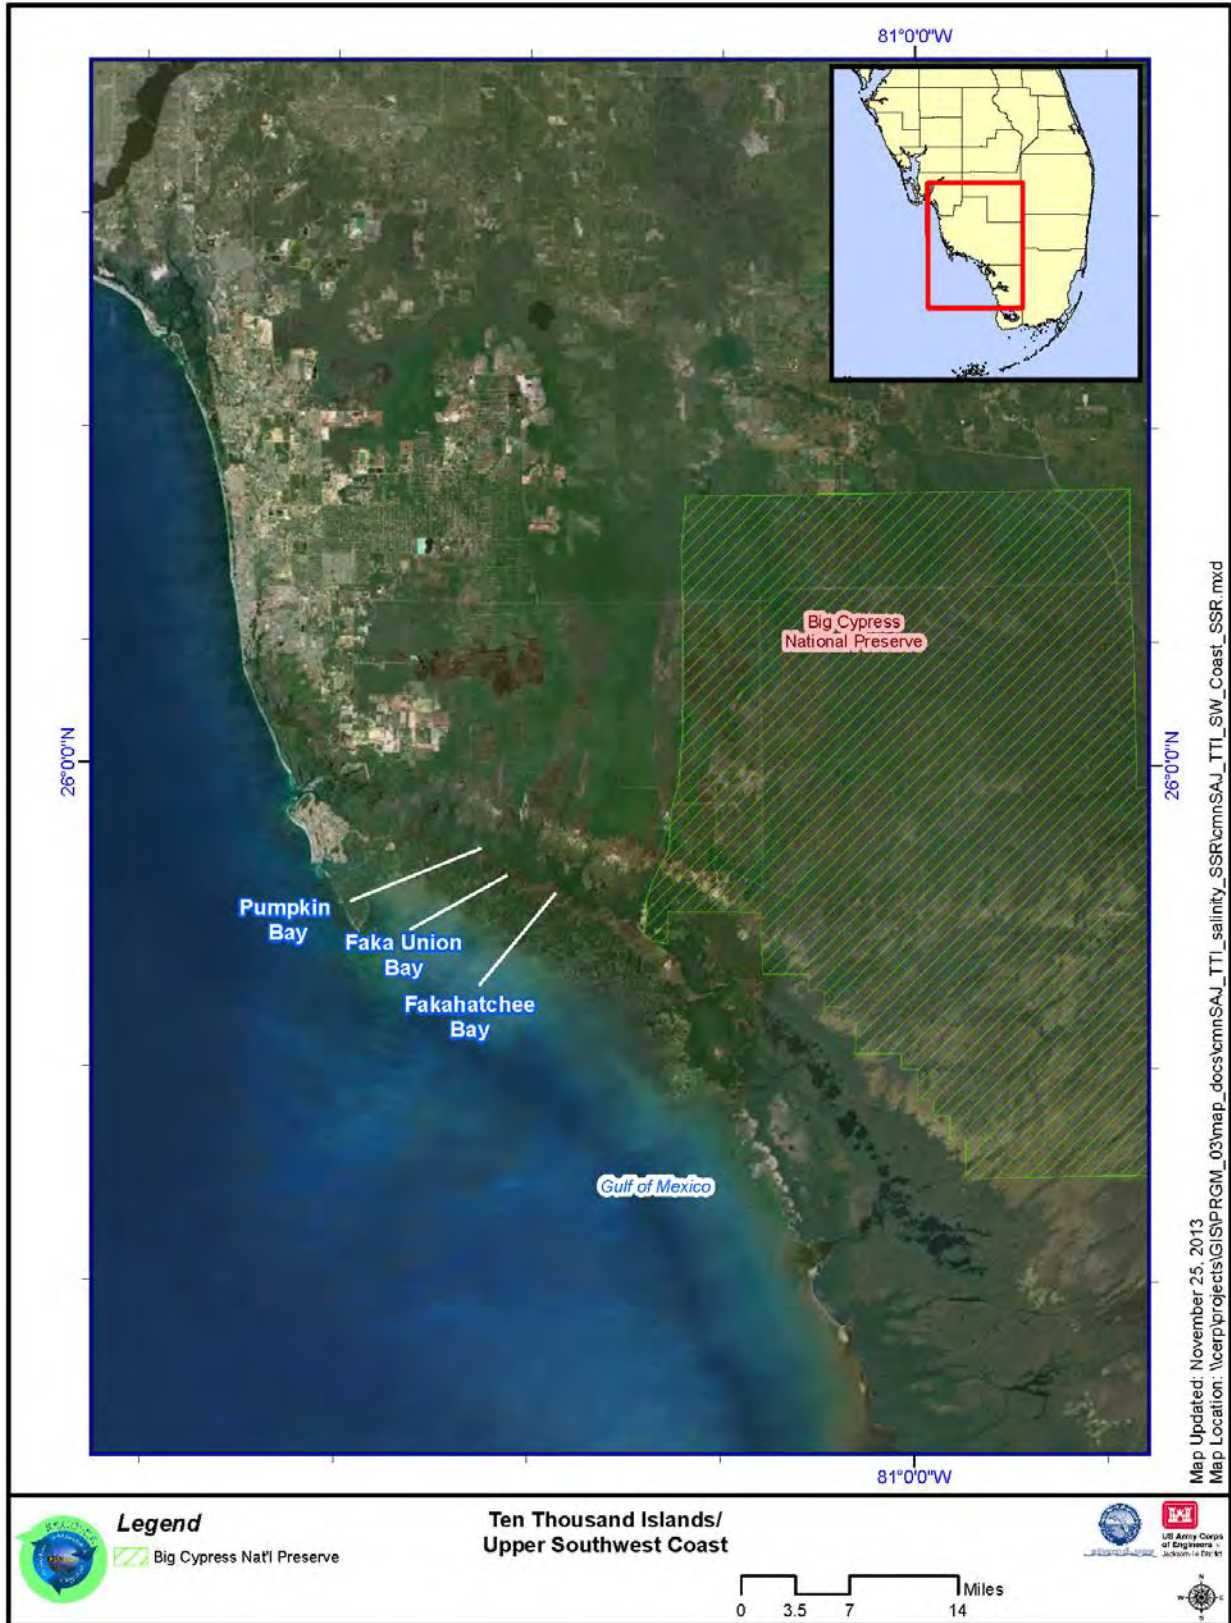 81°0'0"W
26°0'0"N
26°0'0"N
Big Cypress
National Preserve
Pumpkin
Bay
Faka Union
Bay
Fakahatchee
Bay
Gulf of Mexico
81°0'0"W
Map Updated: November 25, 2013
Map Location: \\cerp\projects\GIS\PRGM_03\map_docs\cmnSAJ_TTI_salinity_SSR\cmnSAJ_TTI_SW_Coast_SSR.mxd
Legend
Big Cypress Nat'l Preserve
Ten Thousand Islands/
Upper Southwest Coast
Miles
0 3.5 7 14
US Army Corps
of Engineers
Jacksonville District
N